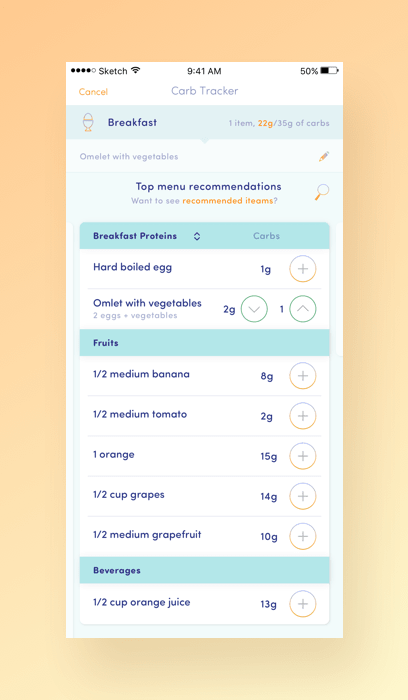 Sketch
9:41 AM
50%
Cancel
Carb Tracker
Breakfast
1 item, 22g/35g of carbs
Omelet with vegetables
Top menu recommendations
Want to see recommended iteams?
Breakfast Proteins
Carbs
Hard boiled egg
1g
Omlet with vegetables
2 eggs + vegetables
2g
1
Fruits
1/2 medium banana
8g
1/2 medium tomato
2g
1 orange
15g
1/2 cup grapes
14g
1/2 medium grapefruit
10g
Beverages
1/2 cup orange juice
13g